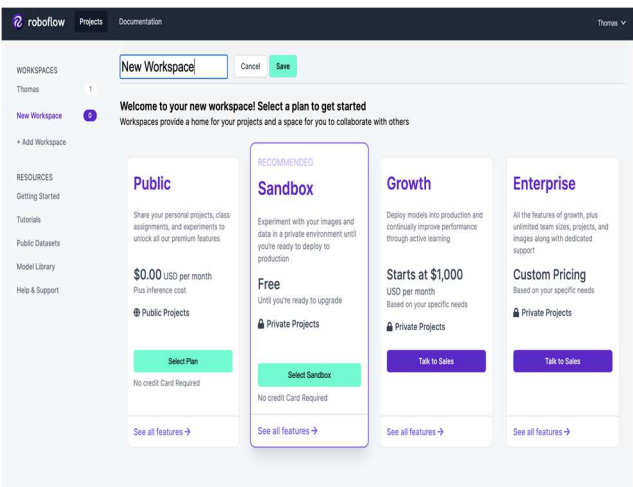 roboflow Projects Documentation Thomas
WORKSPACES
Thomas 1
New Workspace 0
+ Add Workspace
RESOURCES
Getting Started
Tutorials
Public Datasets
Model Library
Help & Support
New Workspace Cancel Save
Welcome to your new workspace! Select a plan to get started
Workspaces provide a home for your projects and a space for you to collaborate with others
Public
Share your personal projects, class
assignments, and experiments to
unlock all our premium features
$0.00 USD per month
Plus inference cost
Public Projects
Select Plan
No credit Card Required
See all features →
RECOMMENDED
Sandbox
Experiment with your images and
data in a private environment until
you're ready to deploy to
production
Free
Until you're ready to upgrade
Private Projects
Select Sandbox
No credit Card Required
See all features →
Growth
Deploy models into production and
continually improve performance
through active learning
Starts at $1,000
USD per month
Based on your specific needs
Private Projects
Talk to Sales
See all features →
Enterprise
All the features of growth, plus
unlimited team sizes, projects, and
images along with dedicated
support
Custom Pricing
Based on your specific needs
Private Projects
Talk to Sales
See all features →